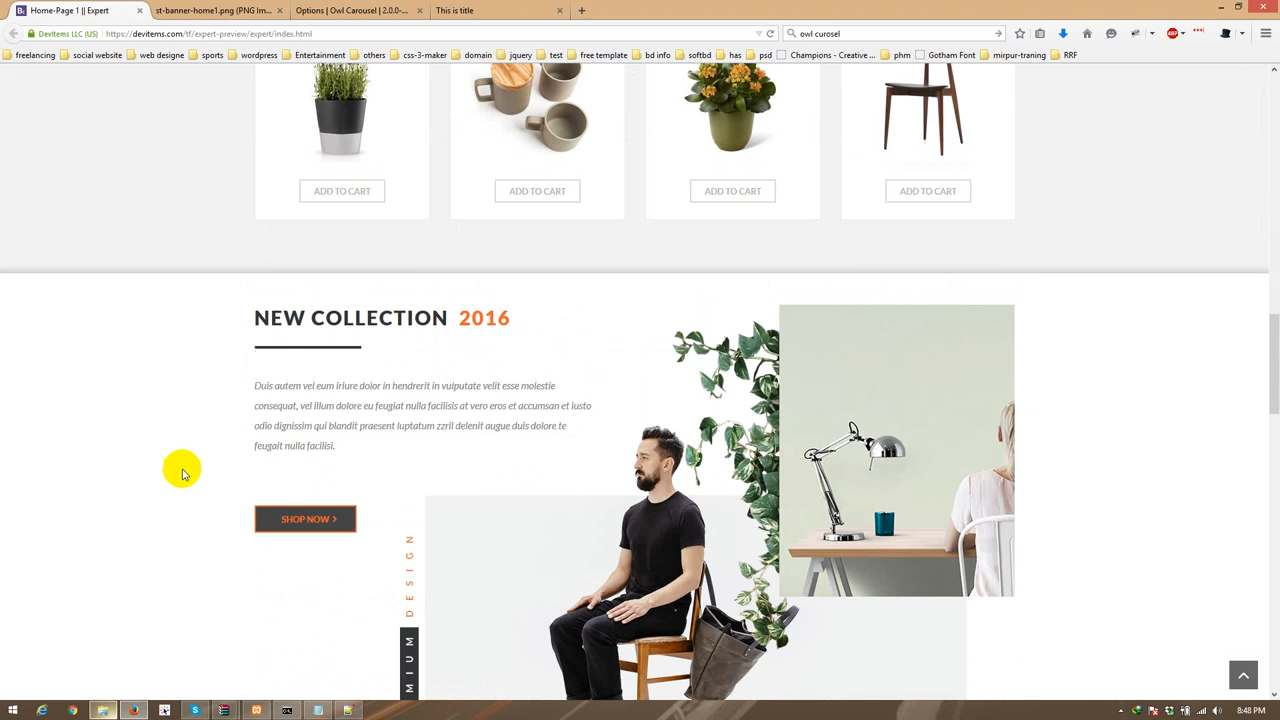 Home-Page 1 || Expert
st-banner-home1.png (PNG Im...
Options | Owl Carousel | 2.0.0-...
This is title
DevItems LLC (US)
https://devitems.com/tf/expert-preview/expert/index.html
owl curosel
freelancing
social website
web designe
sports
wordpress
Entertainment
others
css-3-maker
domain
jquery
test
free template
bd info
softbd
has
psd
Champions - Creative ...
phm
Gotham Font
mirpur-traning
RRF
ADD TO CART
ADD TO CART
ADD TO CART
ADD TO CART
NEW COLLECTION 2016
Duis autem vel eum iriure dolor in hendrerit in vulputate velit esse molestie
consequat, vel illum dolore eu feugiat nulla facilisis at vero eros et accumsan et iusto
odio dignissim qui blandit praesent luptatum zzril delenit augue duis dolore te
feugait nulla facilisi.
SHOP NOW >
MIUM DESIGN
8:48 PM